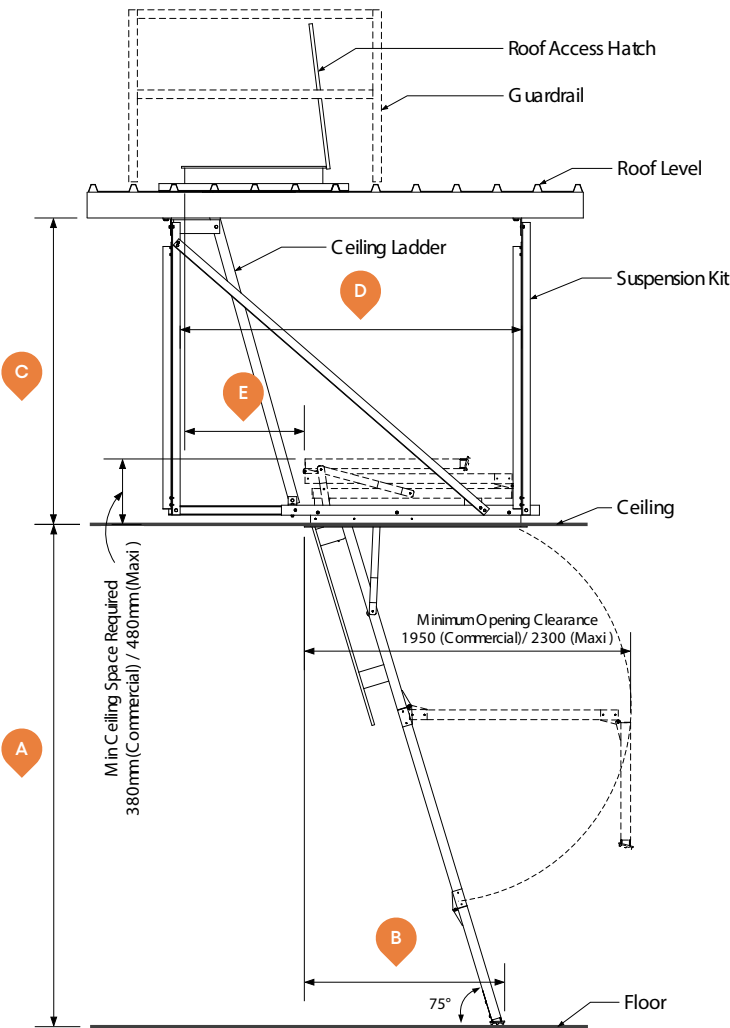 Roof Access Hatch
Guardrail
Roof Level
Ceiling Ladder
Suspension Kit
D
C
E
Ceiling
Min Ceiling Space Required
380mm (Commercial) / 480mm (Maxi)
Minimum Opening Clearance
1950 (Commercial)/ 2300 (Maxi)
A
B
75°
Floor